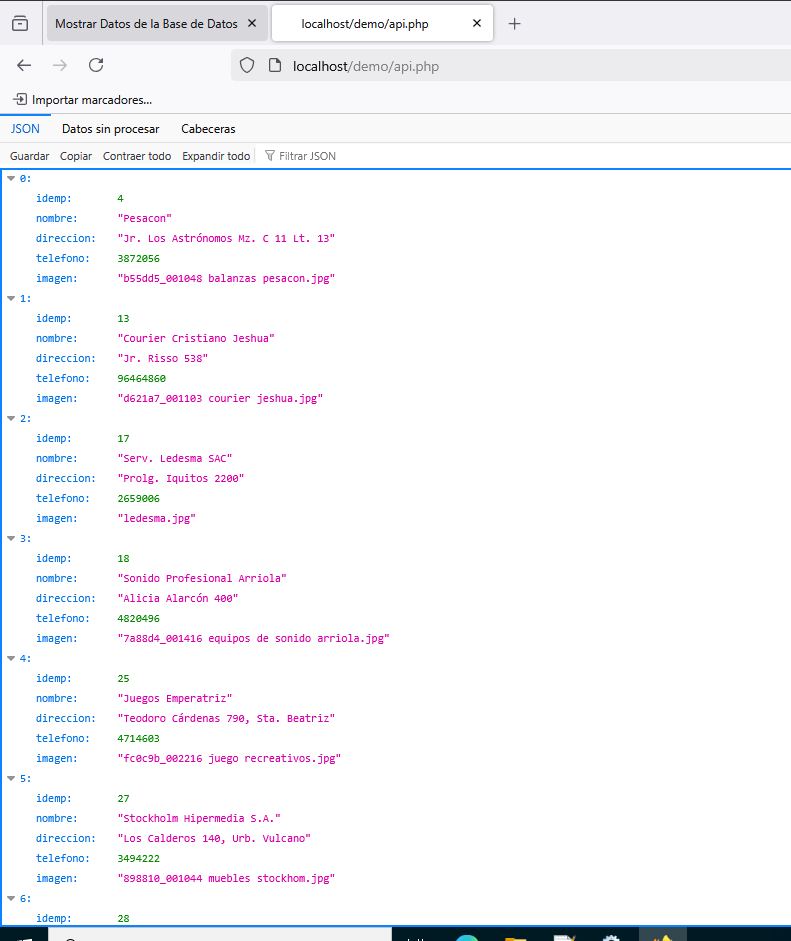 Mostrar Datos de la Base de Datos
localhost/demo/api.php
localhost/demo/api.php
Importar marcadores...
JSON Datos sin procesar Cabeceras
Guardar Copiar Contraer todo Expandir todo Filtrar JSON
0:
idemp: 4
nombre: "Pesacon"
direccion: "Jr. Los Astrónomos Mz. C 11 Lt. 13"
telefono: 3872056
imagen: "b55dd5_001048 balanzas pesacon.jpg"
1:
idemp: 13
nombre: "Courier Cristiano Jeshua"
direccion: "Jr. Risso 538"
telefono: 96464860
imagen: "d621a7_001103 courier jeshua.jpg"
2:
idemp: 17
nombre: "Serv. Ledesma SAC"
direccion: "Prolg. Iquitos 2200"
telefono: 2659006
imagen: "ledesma.jpg"
3:
idemp: 18
nombre: "Sonido Profesional Arriola"
direccion: "Alicia Alarcón 400"
telefono: 4820496
imagen: "7a88d4_001416 equipos de sonido arriola.jpg"
4:
idemp: 25
nombre: "Juegos Emperatriz"
direccion: "Teodoro Cárdenas 790, Sta. Beatriz"
telefono: 4714603
imagen: "fc0c9b_002216 juego recreativos.jpg"
5:
idemp: 27
nombre: "Stockholm Hipermedia S.A."
direccion: "Los Calderos 140, Urb. Vulcano"
telefono: 3494222
imagen: "898810_001044 muebles stockhom.jpg"
6:
idemp: 28